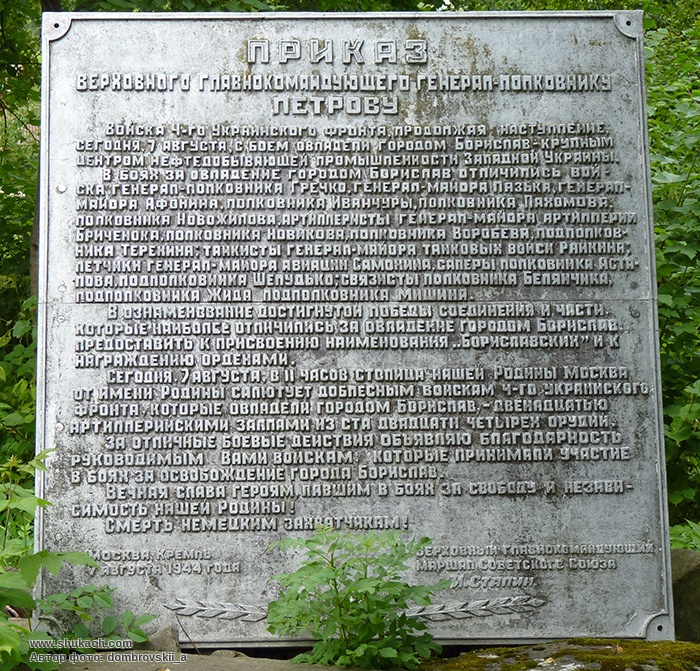 ПРИКАЗ
ВЕРХОВНОГО ГЛАВНОКОМАНДУЮЩЕГО ГЕНЕРАЛ-ПОЛКОВНИКУ
ПЕТРОВУ
ВОЙСКА 4-ГО УКРАИНСКОГО ФРОНТА, ПРОДОЛЖАЯ НАСТУПЛЕНИЕ,
СЕГОДНЯ, 7 АВГУСТА, С БОЕМ ОВЛАДЕЛИ ГОРОДОМ БОРИСЛАВ-КРУПНЫМ
ЦЕНТРОМ НЕФТЕДОБЫВАЮЩЕЙ ПРОМЫШЛЕННОСТИ ЗАПАДНОЙ УКРАИНЫ.
В БОЯХ ЗА ОВЛАДЕНИЕ ГОРОДОМ БОРИСЛАВ ОТЛИЧИЛИСЬ ВОЙ-
СКА ГЕНЕРАЛ-ПОЛКОВНИКА ГРЕЧКО, ГЕНЕРАЛ-МАЙОРА ЛАЗЬКА, ГЕНЕРАЛ-
МАЙОРА АФОНИНА, ПОЛКОВНИКА ИВАНЧУРЫ, ПОЛКОВНИКА ПАХОМОВА,
ПОЛКОВНИКА НОВОЖИЛОВА, АРТИЛЛЕРИСТЫ ГЕНЕРАЛ-МАЙОРА АРТИЛЛЕРИИ
БРИЧЕНОКА, ПОЛКОВНИКА НОВИКОВА, ПОЛКОВНИКА ВОРОБЕВА, ПОДПОЛКОВ-
НИКА ТЕРЕХИНА; ТАНКИСТЫ ГЕНЕРАЛ-МАЙОРА ТАНКОВЫХ ВОЙСК РАЙКИНА;
ЛЕТЧИКИ ГЕНЕРАЛ-МАЙОРА АВИАЦИИ САМОХИНА, САПЕРЫ ПОЛКОВНИКА АСТА-
ПОВА, ПОДПОЛКОВНИКА ШЕЛУДЬКО; СВЯЗИСТЫ ПОЛКОВНИКА БЕЛЯНЧИКА,
ПОДПОЛКОВНИКА ЖИДА, ПОДПОЛКОВНИКА МИШИНА.
В ОЗНАМЕНОВАНИЕ ДОСТИГНУТОЙ ПОБЕДЫ СОЕДИНЕНИЯ И ЧАСТИ,
КОТОРЫЕ НАИБОЛЕЕ ОТЛИЧИЛИСЬ ЗА ОВЛАДЕНИЕ ГОРОДОМ БОРИСЛАВ,
ПРЕДОСТАВИТЬ К ПРИСВОЕНИЮ НАИМЕНОВАНИЯ „БОРИСЛАВСКИХ" И К
НАГРАЖДЕНИЮ ОРДЕНАМИ.
СЕГОДНЯ, 7 АВГУСТА, В 11 ЧАСОВ СТОЛИЦА НАШЕЙ РОДИНЫ МОСКВА
ОТ ИМЕНИ РОДИНЫ САЛЮТУЕТ ДОБЛЕСНЫМ ВОЙСКАМ 4-ГО УКРАИНСКОГО
ФРОНТА, КОТОРЫЕ ОВЛАДЕЛИ ГОРОДОМ БОРИСЛАВ,-ДВЕНАДЦАТЬЮ
АРТИЛЛЕРИЙСКИМИ ЗАЛПАМИ ИЗ СТА ДВАДЦАТИ ЧЕТЫРЕХ ОРУДИЙ.
ЗА ОТЛИЧНЫЕ БОЕВЫЕ ДЕЙСТВИЯ ОБЪЯВЛЯЮ БЛАГОДАРНОСТЬ
РУКОВОДИМЫМ ВАМИ ВОЙСКАМ, КОТОРЫЕ ПРИНИМАЛИ УЧАСТИЕ
В БОЯХ ЗА ОСВОБОЖДЕНИЕ ГОРОДА БОРИСЛАВ.
ВЕЧНАЯ СЛАВА ГЕРОЯМ, ПАВШИМ В БОЯХ ЗА СВОБОДУ И НЕЗАВИ-
СИМОСТЬ НАШЕЙ РОДИНЫ!
СМЕРТЬ НЕМЕЦКИМ ЗАХВАТЧИКАМ!
МОСКВА, КРЕМЛЬ
7 АВГУСТА 1944 ГОДА
ВЕРХОВНЫЙ ГЛАВНОКОМАНДУЮЩИЙ
МАРШАЛ СОВЕТСКОГО СОЮЗА
И. СТАЛИН.
www.shukach.com
Автор фото: dombrovskii_a